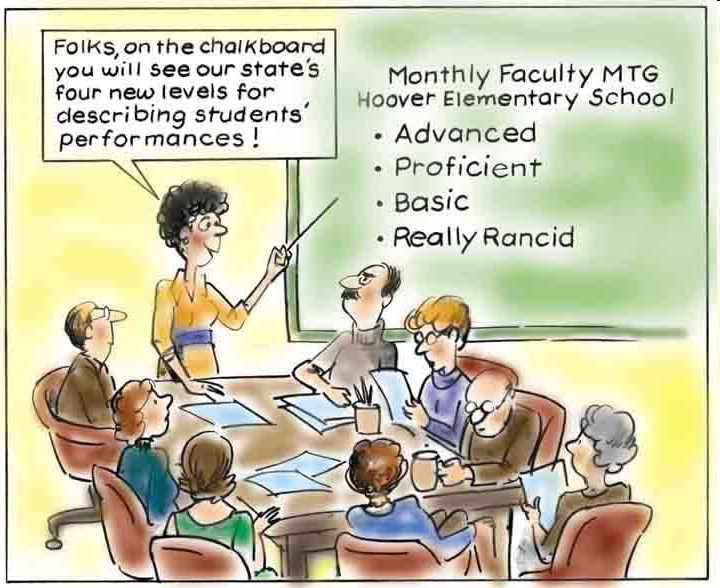 Folks, on the chalkboard
you will see our state's
four new levels for
describing students'
performances!
Monthly Faculty MTG
Hoover Elementary School
• Advanced
• Proficient
• Basic
• Really Rancid